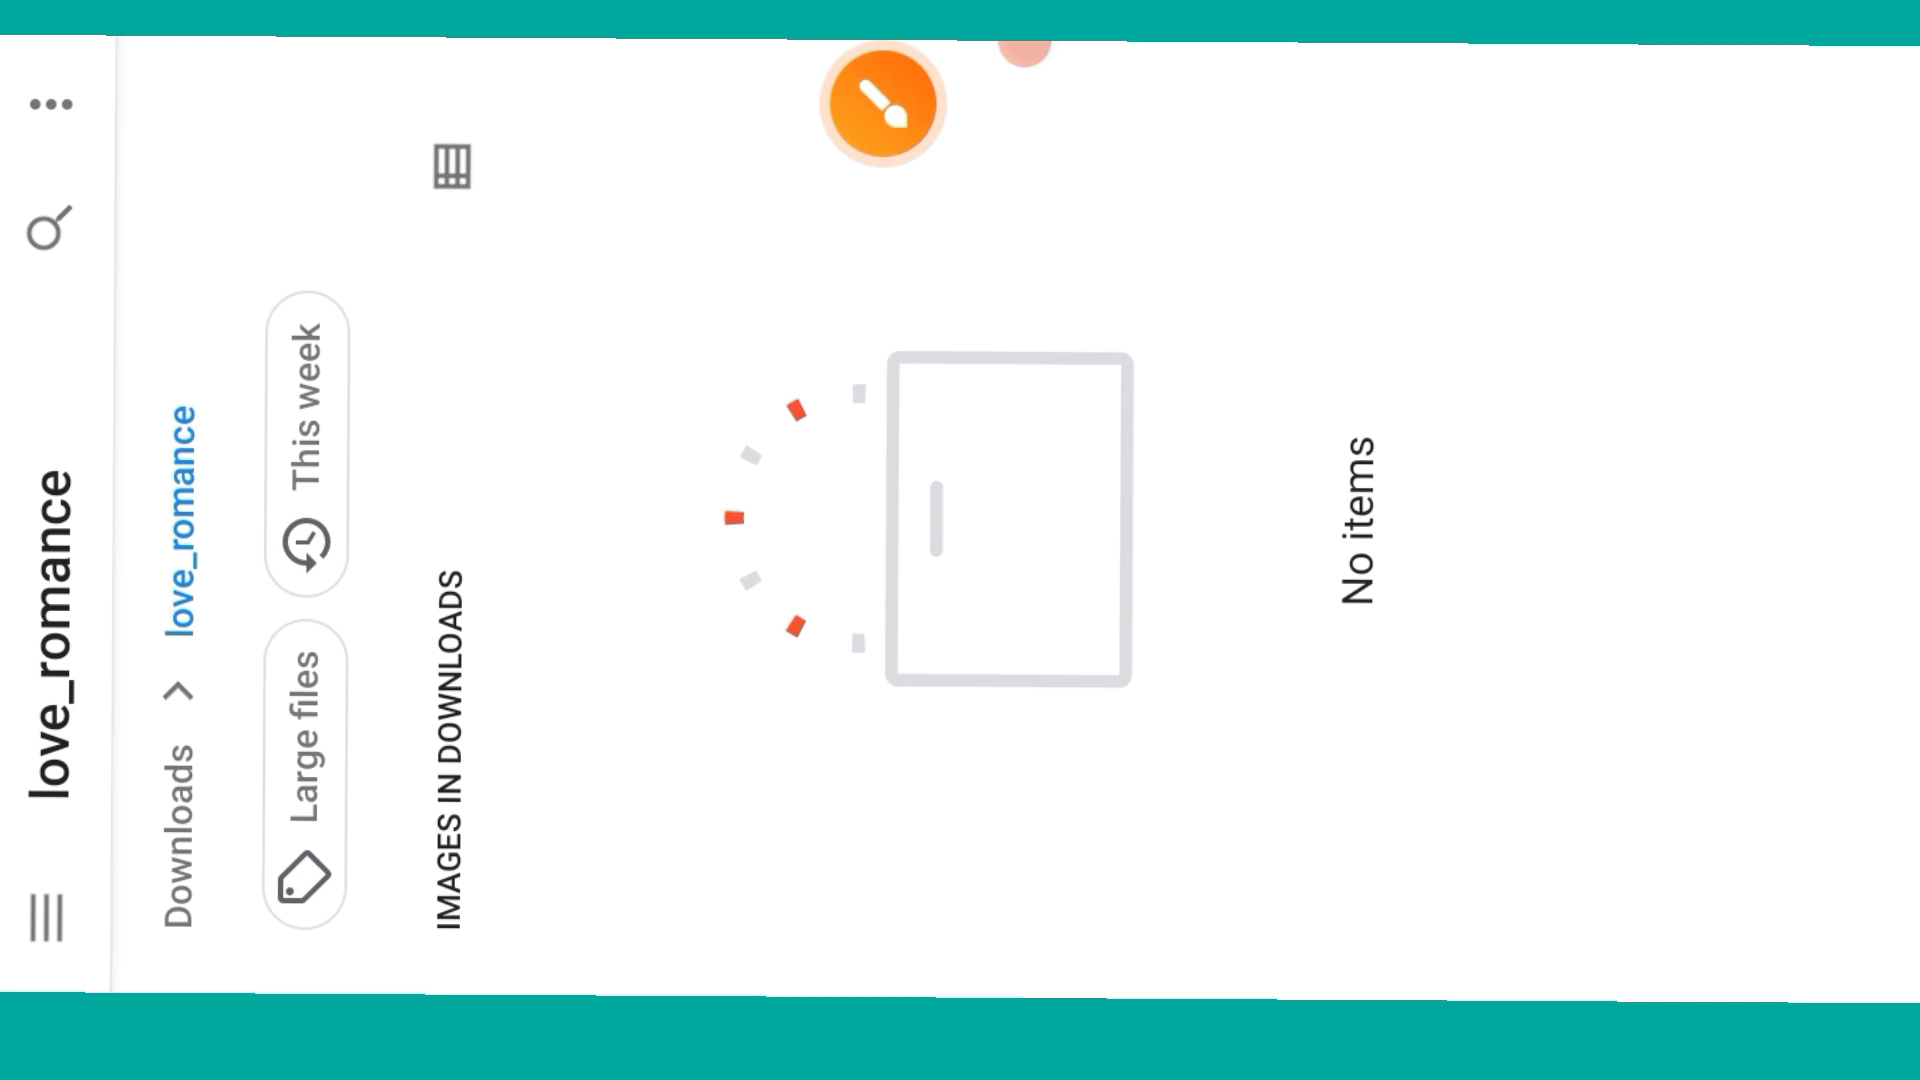 love_romance
Downloads > love_romance
Large files
This week
IMAGES IN DOWNLOADS
No items